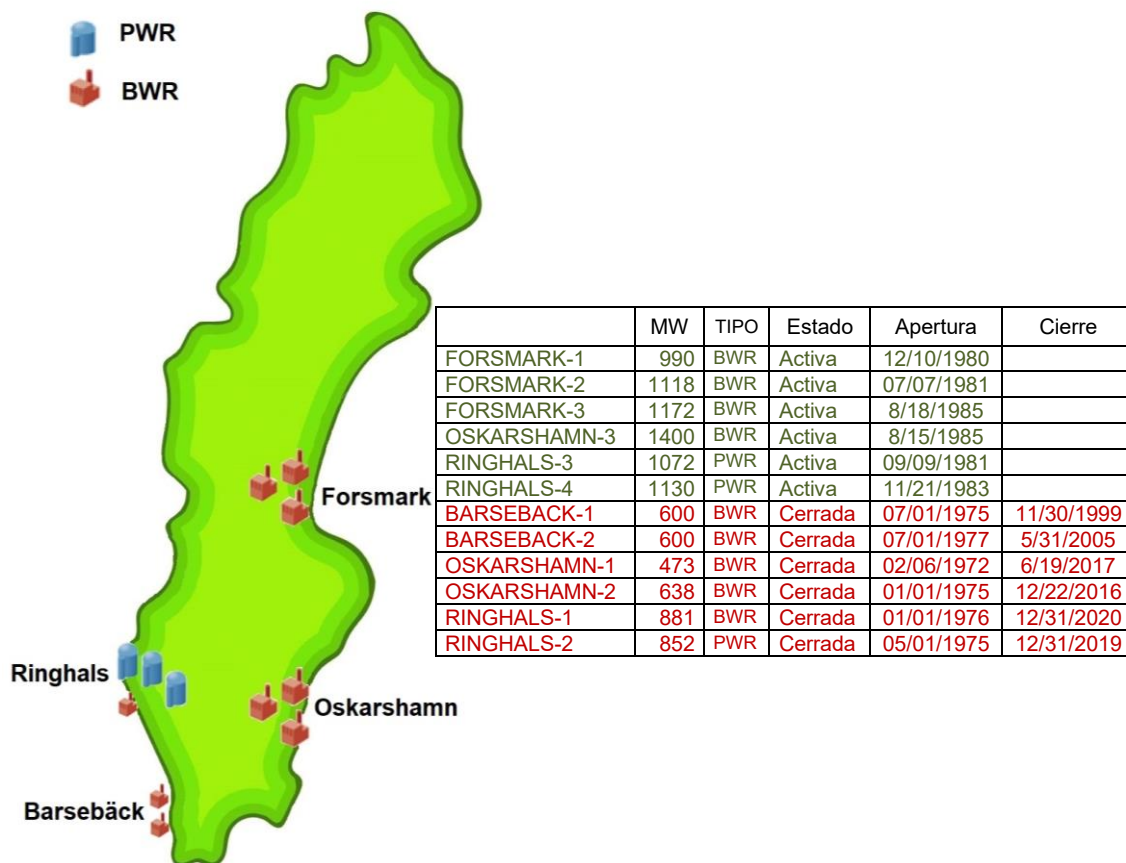 PWR
BWR
MW TIPO Estado Apertura Cierre
FORSMARK-1 990 BWR Activa 12/10/1980
FORSMARK-2 1118 BWR Activa 07/07/1981
FORSMARK-3 1172 BWR Activa 8/18/1985
OSKARSHAMN-3 1400 BWR Activa 8/15/1985
RINGHALS-3 1072 PWR Activa 09/09/1981
RINGHALS-4 1130 PWR Activa 11/21/1983
BARSEBACK-1 600 BWR Cerrada 07/01/1975 11/30/1999
BARSEBACK-2 600 BWR Cerrada 07/01/1977 5/31/2005
OSKARSHAMN-1 473 BWR Cerrada 02/06/1972 6/19/2017
OSKARSHAMN-2 638 BWR Cerrada 01/01/1975 12/22/2016
RINGHALS-1 881 BWR Cerrada 01/01/1976 12/31/2020
RINGHALS-2 852 PWR Cerrada 05/01/1975 12/31/2019
Forsmark
Ringhals
Oskarshamn
Barsebäck